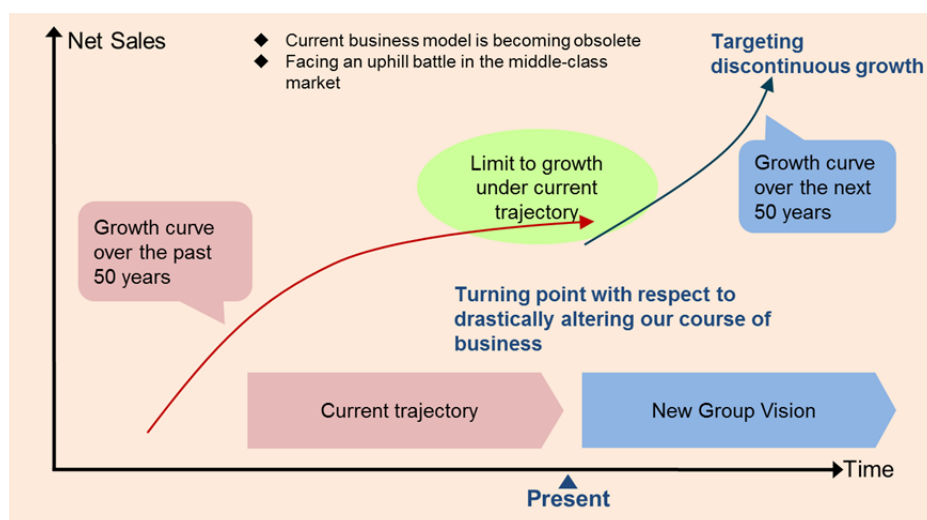 Net Sales
◆ Current business model is becoming obsolete
◆ Facing an uphill battle in the middle-class
market
Targeting
discontinuous growth
Limit to growth
under current
trajectory
Growth curve
over the next
50 years
Growth curve
over the past
50 years
Turning point with respect to
drastically altering our course of
business
Current trajectory
New Group Vision
Time
Present